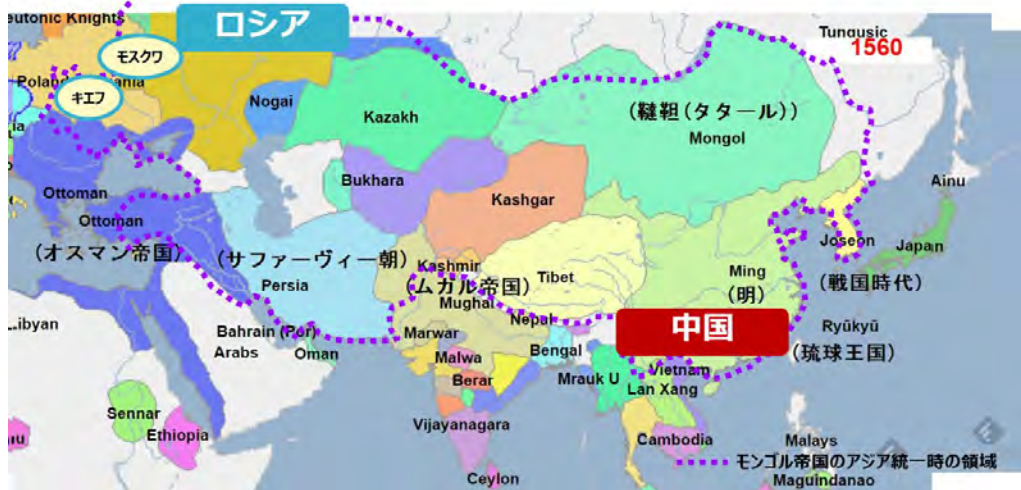 eutonic Knights
ロシア
Tungusic
1560
モスクワ
キエフ
Nogai
Kazakh
(韃靼(タタール))
Mongol
Ainu
Bukhara
Kashgar
Ottoman
Ottoman
(オスマン帝国)
(サファーヴィー朝)
Persia
Kashmir
(ムガル帝国)
Mughal
Tibet
Ming
(明)
Joseon
Japan
(戦国時代)
Libyan
Bahrain (Por)
Arabs
Oman
Marwar
Nepal
中国
Ryūkyū
(琉球王国)
Malwa
Bengal
Berar
Mrauk U
Vietnam
Lan Xang
Sennar
Ethiopia
Vijayanagara
Cambodia
Malays
モンゴル帝国のアジア統一時の領域
Ceylon
Maguindanao